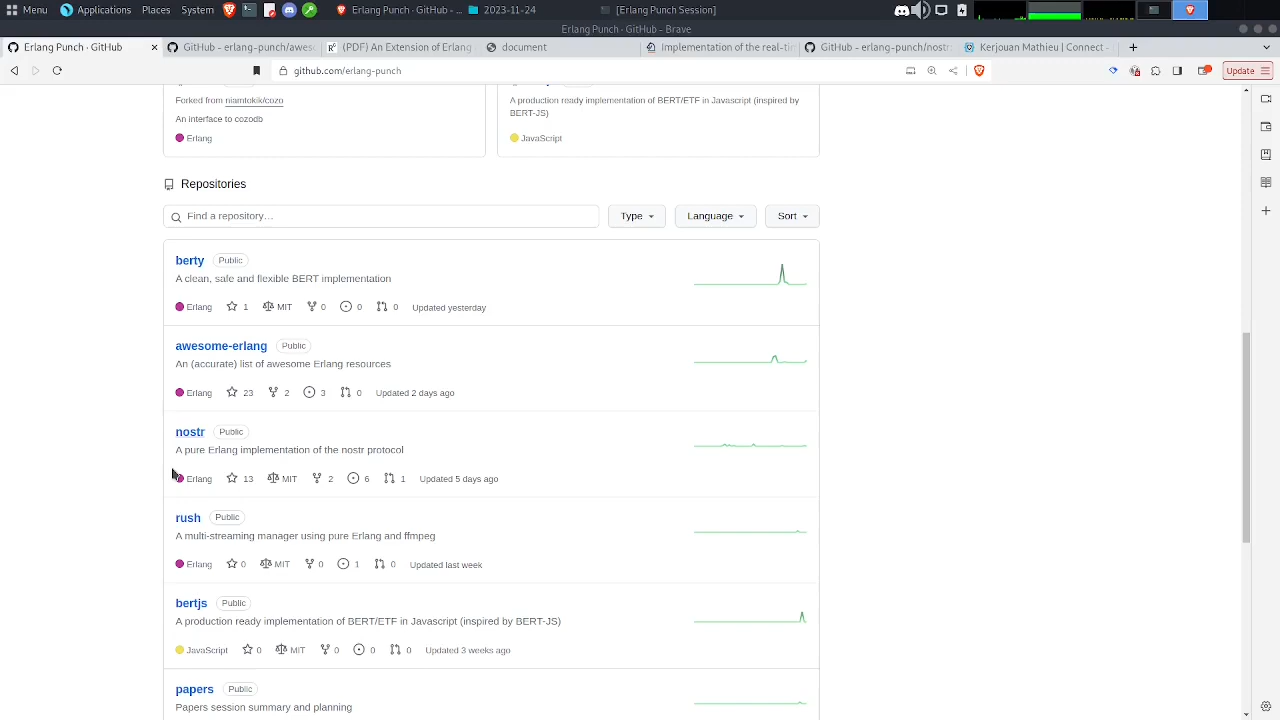 Menu Applications Places System Erlang Punch - GitHub - ... 2023-11-24 [Erlang Punch Session]
Erlang Punch · GitHub - Brave
Erlang Punch · GitHub GitHub - erlang-punch/awes (PDF) An Extension of Erlang document Implementation of the real-tim GitHub - erlang-punch/nostr: Kerjouan Mathieu | Connect -
github.com/erlang-punch Update
Forked from niamtokik/cozo
An interface to cozodb
Erlang
A production ready implementation of BERT/ETF in Javascript (inspired by
BERT-JS)
JavaScript
Repositories
Find a repository... Type Language Sort
berty Public
A clean, safe and flexible BERT implementation
Erlang 1 MIT 0 0 0 Updated yesterday
awesome-erlang Public
An (accurate) list of awesome Erlang resources
Erlang 23 2 3 0 Updated 2 days ago
nostr Public
A pure Erlang implementation of the nostr protocol
Erlang 13 MIT 2 6 1 Updated 5 days ago
rush Public
A multi-streaming manager using pure Erlang and ffmpeg
Erlang 0 MIT 0 1 0 Updated last week
bertjs Public
A production ready implementation of BERT/ETF in Javascript (inspired by BERT-JS)
JavaScript 0 MIT 0 0 0 Updated 3 weeks ago
papers Public
Papers session summary and planning